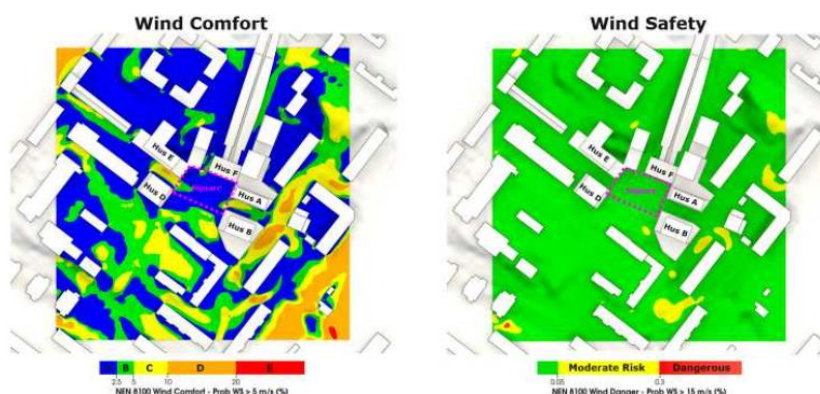 Wind Comfort
Wind Safety
Hus E
Hus F
Square
Hus A
Hus D
Hus B
Hus E
Hus F
Square
Hus A
Hus D
Hus B
A B C D E
2.5 5 10 20
NEN 8100 Wind Comfort - Prob WS > 5 m/s (%)
Moderate Risk Dangerous
0.05 0.3
NEN 8100 Wind Danger - Prob WS > 15 m/s (%)